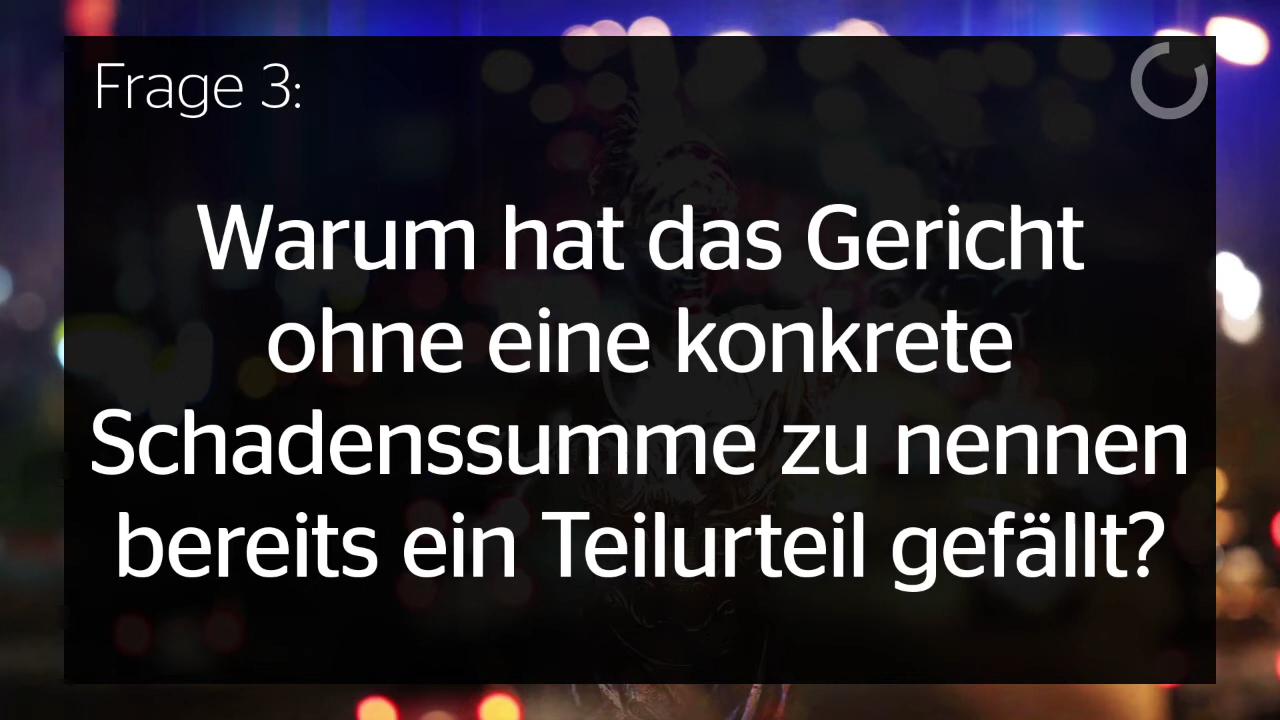 Frage 3:
Warum hat das Gericht
ohne eine konkrete
Schadenssumme zu nennen
bereits ein Teilurteil gefällt?